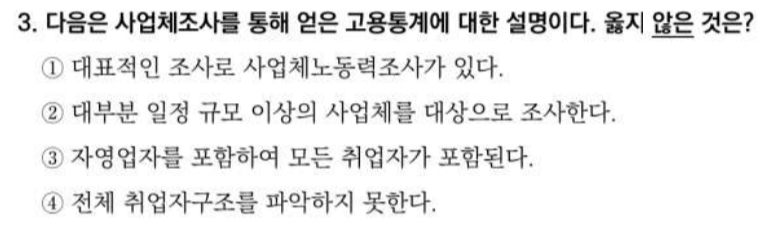 3. 다음은 사업체조사를 통해 얻은 고용통계에 대한 설명이다. 옳지 않은 것은?
① 대표적인 조사로 사업체노동력조사가 있다.
② 대부분 일정 규모 이상의 사업체를 대상으로 조사한다.
③ 자영업자를 포함하여 모든 취업자가 포함된다.
④ 전체 취업자구조를 파악하지 못한다.